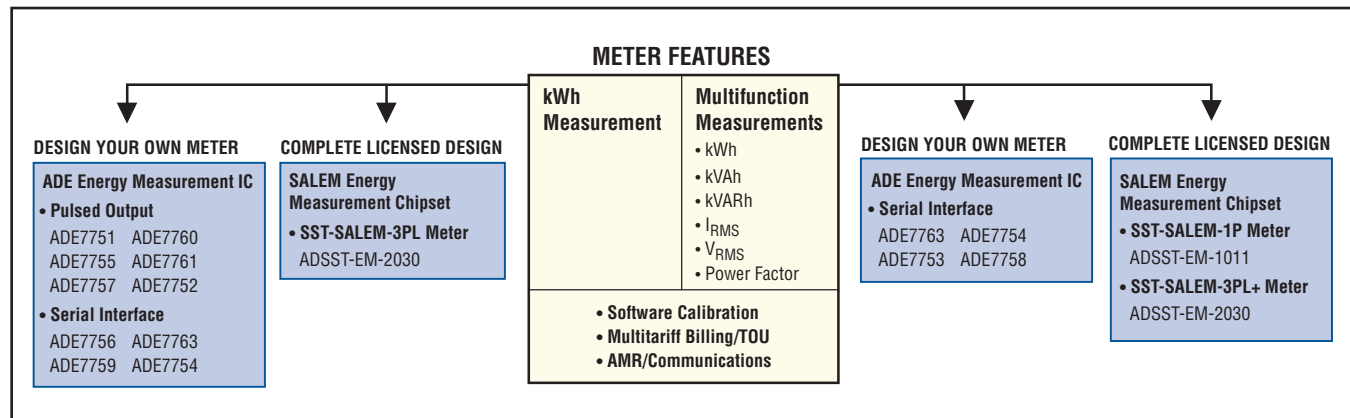 METER FEATURES
DESIGN YOUR OWN METER
ADE Energy Measurement IC
• Pulsed Output
ADE7751 ADE7760
ADE7755 ADE7761
ADE7757 ADE7752
• Serial Interface
ADE7756 ADE7763
ADE7759 ADE7754
COMPLETE LICENSED DESIGN
SALEM Energy
Measurement Chipset
• SST-SALEM-3PL Meter
ADSST-EM-2030
kWh
Measurement
Multifunction
Measurements
• kWh
• kVAh
• kVARh
• IRMS
• VRMS
• Power Factor
• Software Calibration
• Multitariff Billing/TOU
• AMR/Communications
DESIGN YOUR OWN METER
ADE Energy Measurement IC
• Serial Interface
ADE7763 ADE7754
ADE7753 ADE7758
COMPLETE LICENSED DESIGN
SALEM Energy
Measurement Chipset
• SST-SALEM-1P Meter
ADSST-EM-1011
• SST-SALEM-3PL+ Meter
ADSST-EM-2030